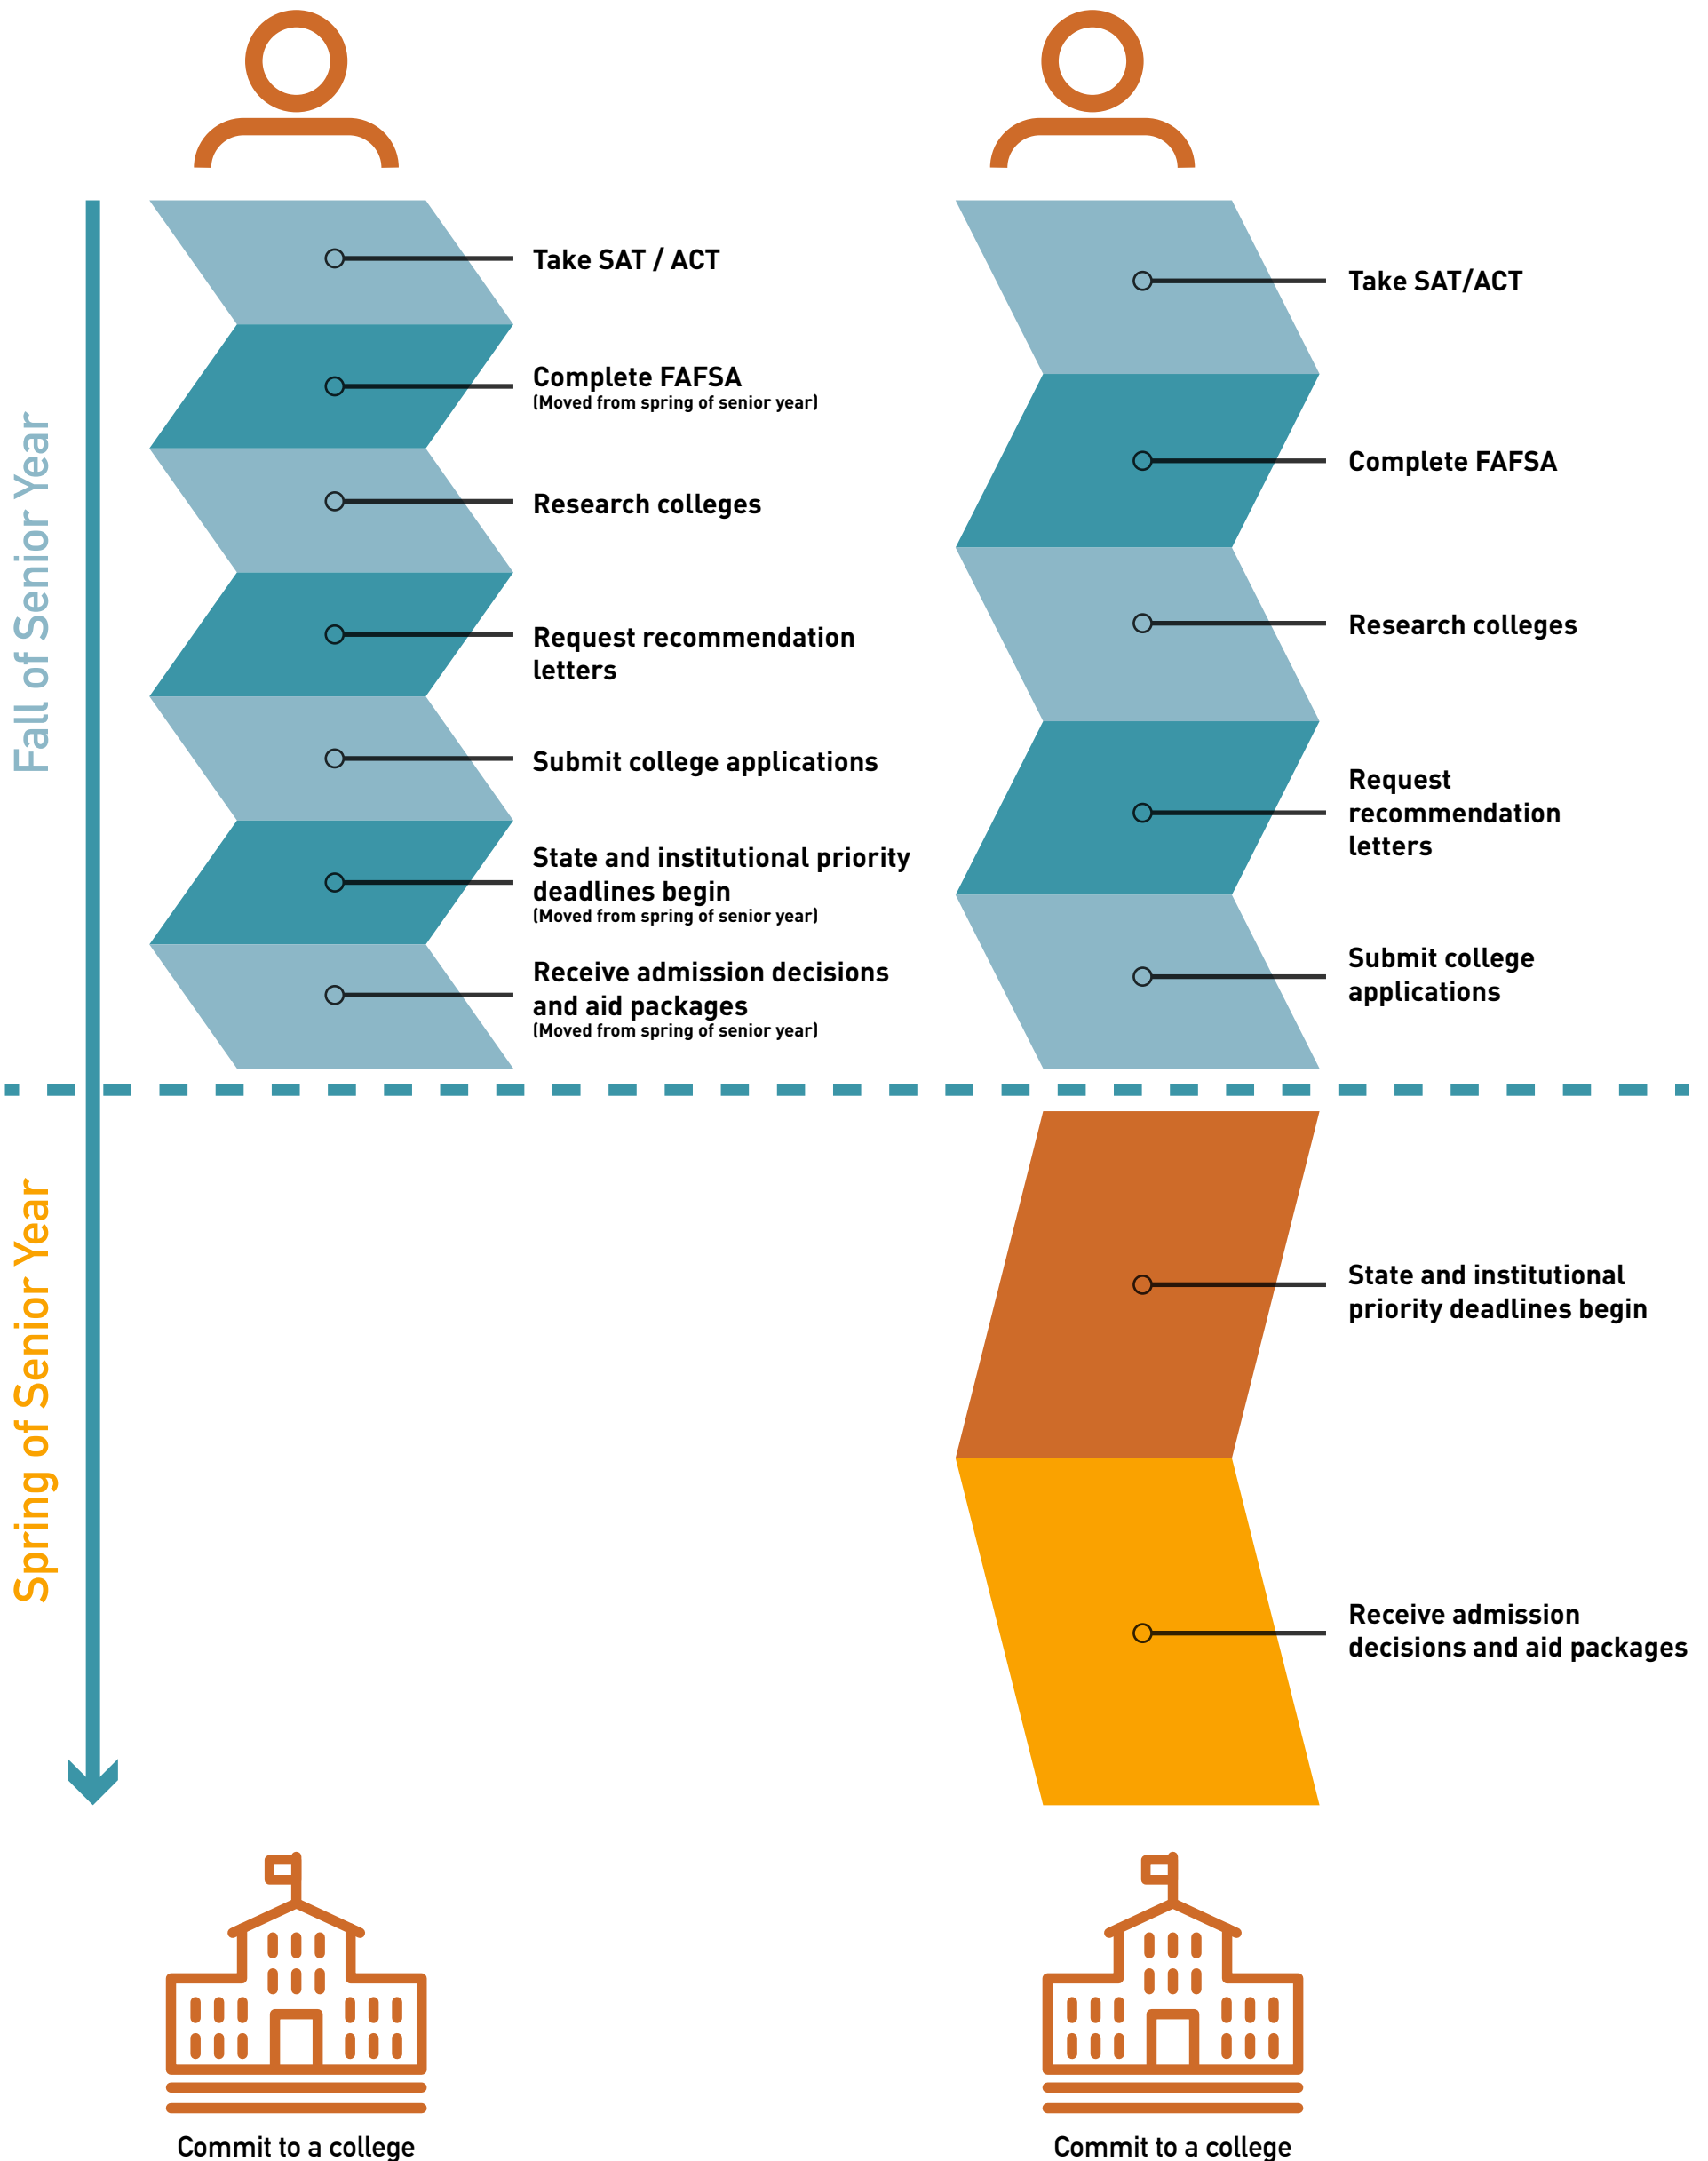 Fall of Senior Year
Take SAT / ACT
Complete FAFSA
(Moved from spring of senior year)
Research colleges
Request recommendation
letters
Submit college applications
State and institutional priority
deadlines begin
(Moved from spring of senior year)
Receive admission decisions
and aid packages
(Moved from spring of senior year)
Take SAT/ACT
Complete FAFSA
Research colleges
Request
recommendation
letters
Submit college
applications
Spring of Senior Year
State and institutional
priority deadlines begin
Receive admission
decisions and aid packages
Commit to a college
Commit to a college